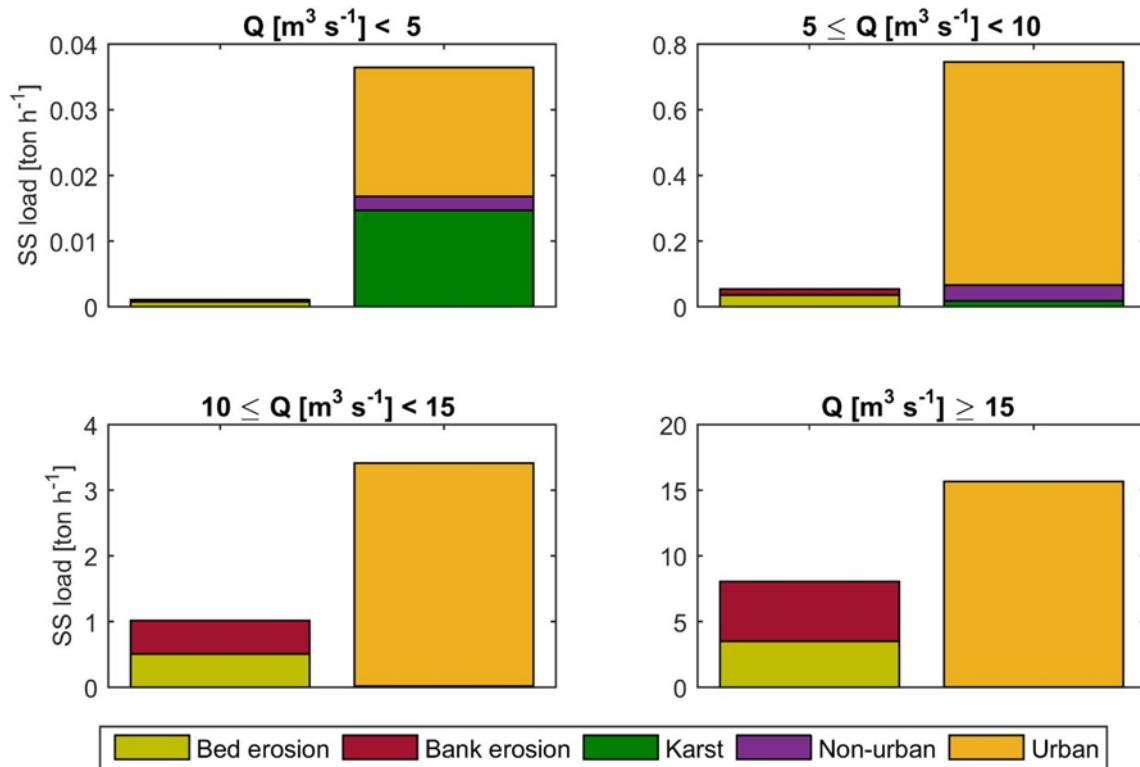 Q [m³ s⁻¹] < 5
0.04
0.03
0.02
0.01
0
SS load [ton h⁻¹]
5 ≤ Q [m³ s⁻¹] < 10
0.8
0.6
0.4
0.2
0
10 ≤ Q [m³ s⁻¹] < 15
4
3
2
1
0
SS load [ton h⁻¹]
Q [m³ s⁻¹] ≥ 15
20
15
10
5
0
Bed erosion Bank erosion Karst Non-urban Urban